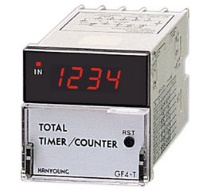 1234
IN
TOTAL
TIMER/COUNTER
RST
HANYOUNG
GF4-T